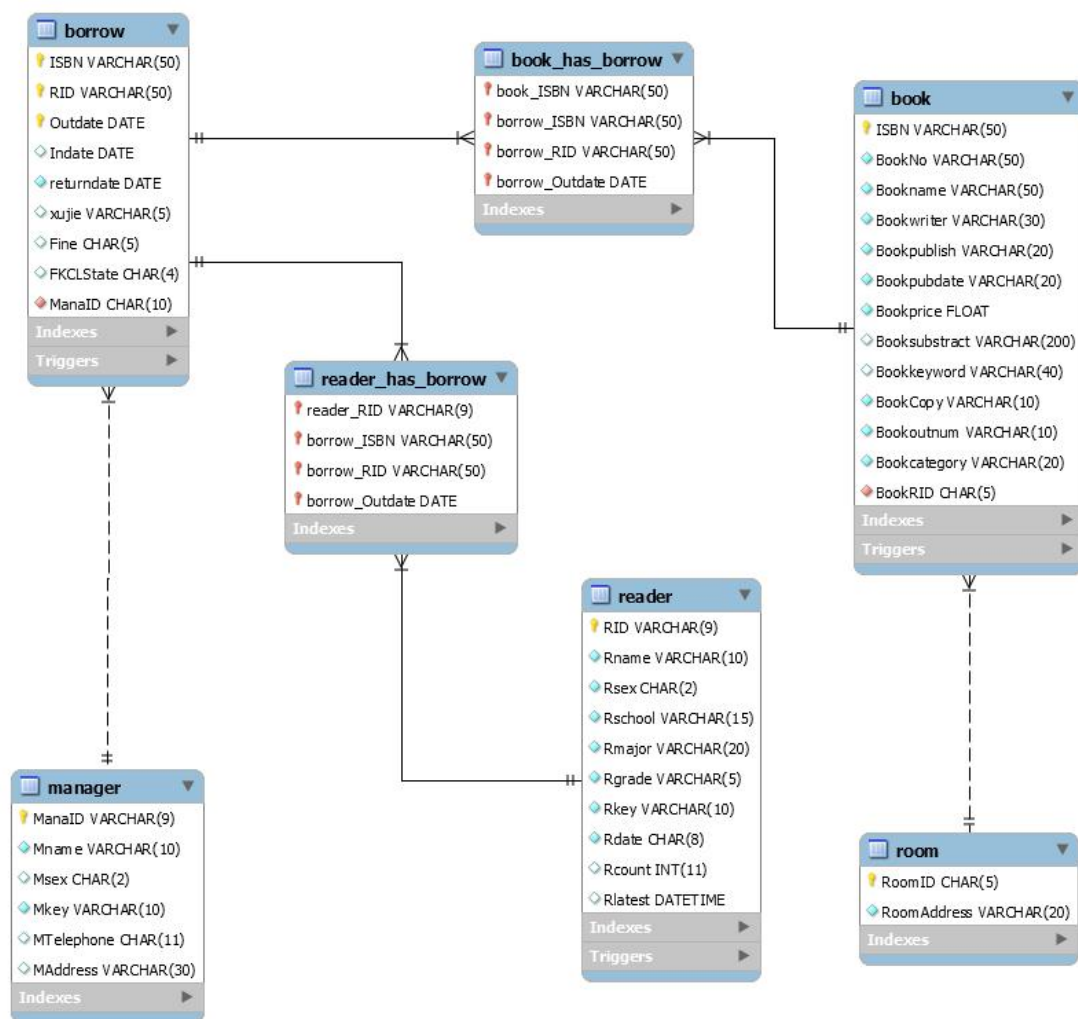 borrow
ISBN VARCHAR(50)
RID VARCHAR(50)
Outdate DATE
Indate DATE
returndate DATE
xujie VARCHAR(5)
Fine CHAR(5)
FKCLState CHAR(4)
ManaID CHAR(10)
Indexes
Triggers
book_has_borrow
book_ISBN VARCHAR(50)
borrow_ISBN VARCHAR(50)
borrow_RID VARCHAR(50)
borrow_Outdate DATE
Indexes
book
ISBN VARCHAR(50)
BookNo VARCHAR(50)
Bookname VARCHAR(50)
Bookwriter VARCHAR(30)
Bookpublish VARCHAR(20)
Bookpubdate VARCHAR(20)
Bookprice FLOAT
Booksubstract VARCHAR(200)
Bookkeyword VARCHAR(40)
BookCopy VARCHAR(10)
Bookoutnum VARCHAR(10)
Bookcategory VARCHAR(20)
BookRID CHAR(5)
Indexes
Triggers
reader_has_borrow
reader_RID VARCHAR(9)
borrow_ISBN VARCHAR(50)
borrow_RID VARCHAR(50)
borrow_Outdate DATE
Indexes
reader
RID VARCHAR(9)
Rname VARCHAR(10)
Rsex CHAR(2)
Rschool VARCHAR(15)
Rmajor VARCHAR(20)
Rgrade VARCHAR(5)
Rkey VARCHAR(10)
Rdate CHAR(8)
Rcount INT(11)
Rlatest DATETIME
Indexes
Triggers
manager
ManaID VARCHAR(9)
Mname VARCHAR(10)
Msex CHAR(2)
Mkey VARCHAR(10)
MTelephone CHAR(11)
MAddress VARCHAR(30)
Indexes
room
RoomID CHAR(5)
RoomAddress VARCHAR(20)
Indexes